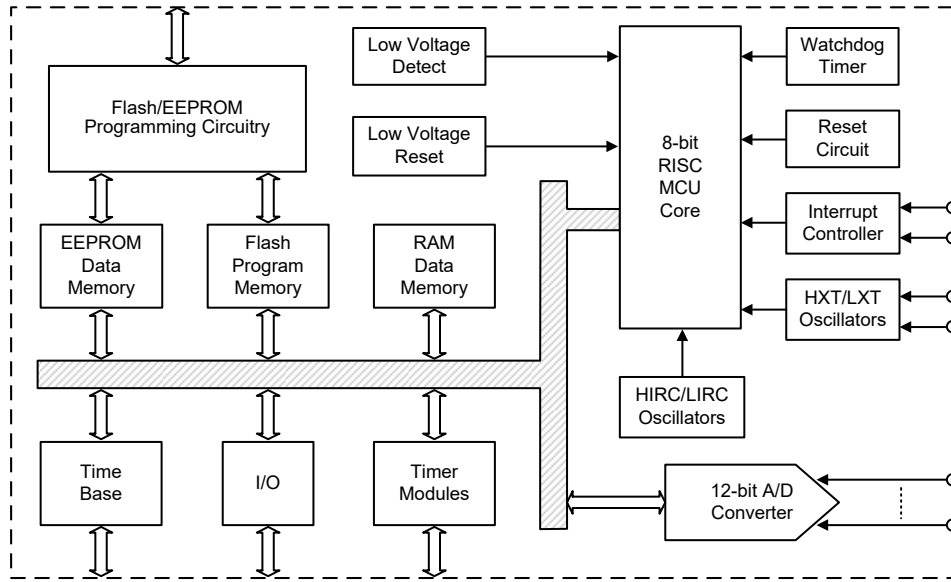 Low Voltage
Detect
Watchdog
Timer
Flash/EEPROM
Programming Circuitry
Low Voltage
Reset
8-bit
RISC
MCU
Core
Reset
Circuit
EEPROM
Data
Memory
Flash
Program
Memory
RAM
Data
Memory
Interrupt
Controller
HXT/LXT
Oscillators
HIRC/LIRC
Oscillators
Time
Base
I/O
Timer
Modules
12-bit A/D
Converter